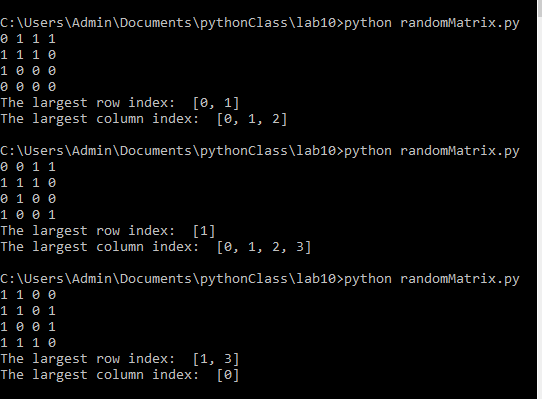 C:\Users\Admin\Documents\pythonClass\lab10>python randomMatrix.py
0 1 1 1
1 1 1 0
1 0 0 0
0 0 0 0
The largest row index:  [0, 1]
The largest column index:  [0, 1, 2]
C:\Users\Admin\Documents\pythonClass\lab10>python randomMatrix.py
0 0 1 1
1 1 1 0
0 1 0 0
1 0 0 1
The largest row index:  [1]
The largest column index:  [0, 1, 2, 3]
C:\Users\Admin\Documents\pythonClass\lab10>python randomMatrix.py
1 1 0 0
1 1 0 1
1 0 0 1
1 1 1 0
The largest row index:  [1, 3]
The largest column index:  [0]